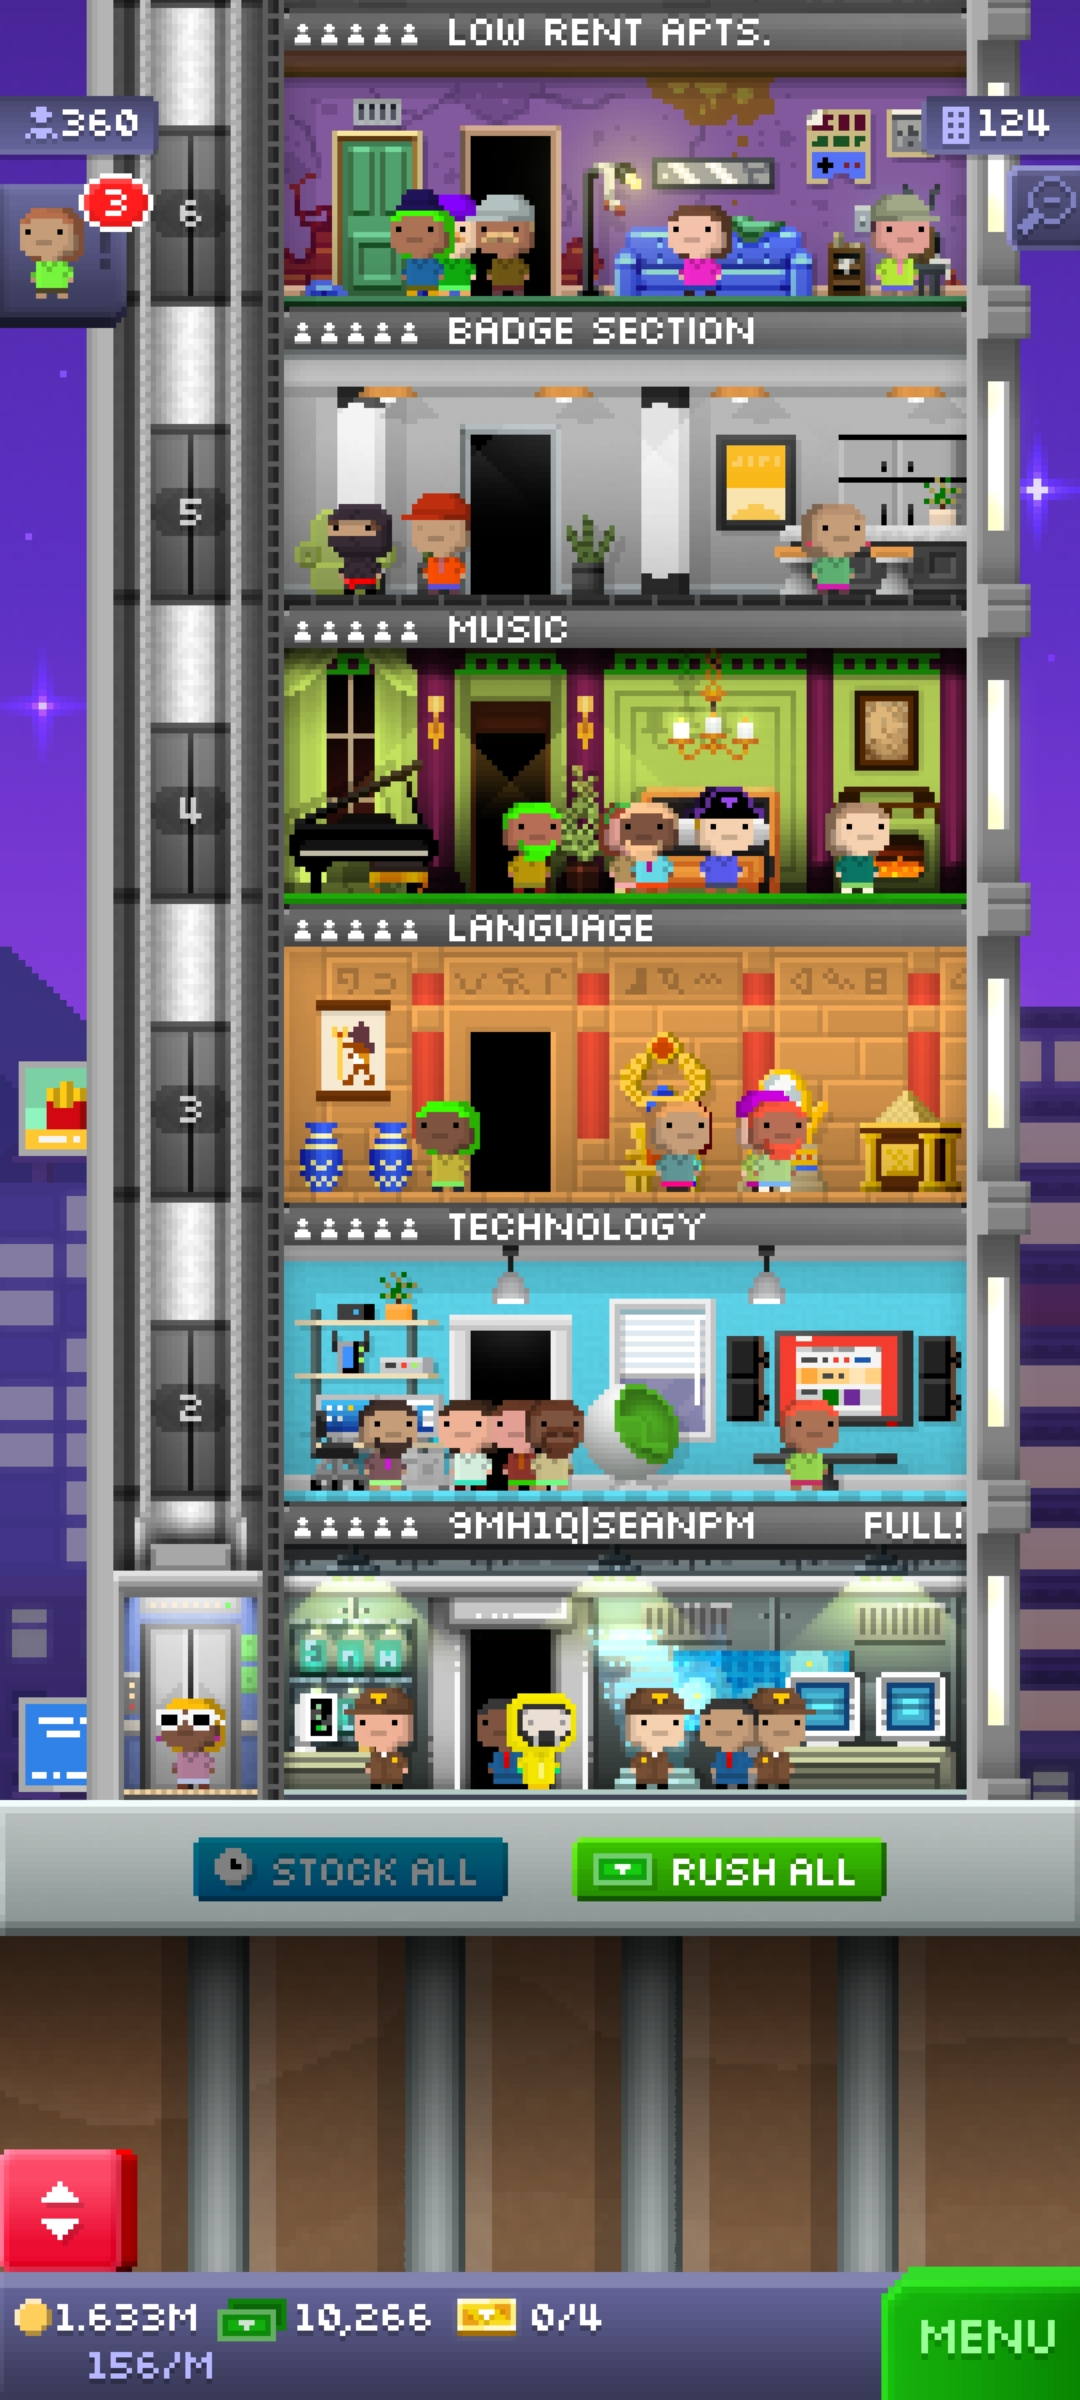 LOW RENT APTS.
360
124
3
6
BADGE SECTION
5
MUSIC
4
LANGUAGE
3
TECHNOLOGY
2
9MH1Q|SEANPM FULL!
STOCK ALL
RUSH ALL
1.633M
10,266
0/4
156/M
MENU